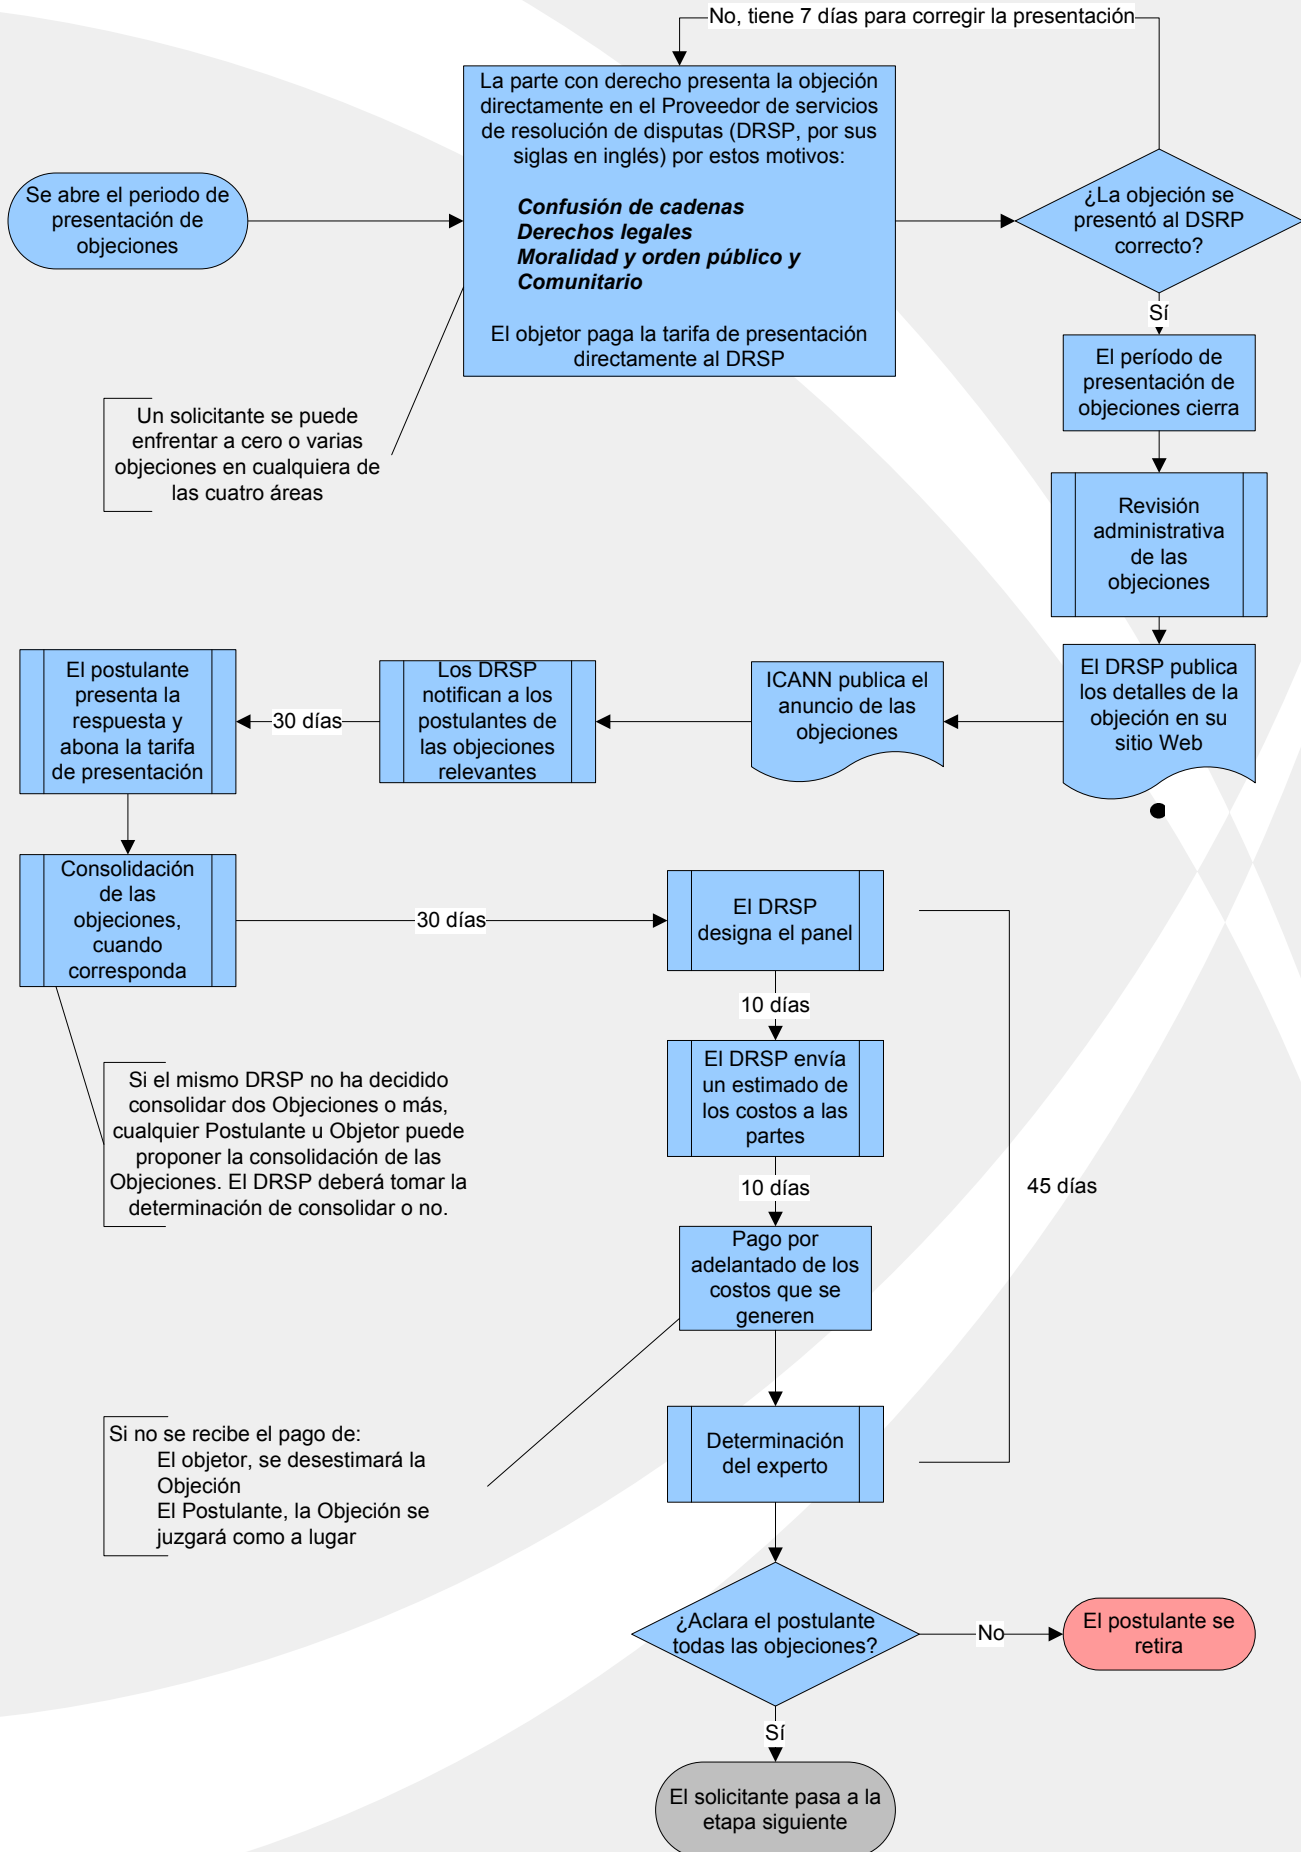 No, tiene 7 días para corregir la presentación
La parte con derecho presenta la objeción
directamente en el Proveedor de servicios
de resolución de disputas (DRSP, por sus
siglas en inglés) por estos motivos:
Confusión de cadenas
Derechos legales
Moralidad y orden público y
Comunitario
El objetor paga la tarifa de presentación
directamente al DRSP
Se abre el periodo de
presentación de
objeciones
¿La objeción se
presentó al DSRP
correcto?
Sí
El período de
presentación de
objeciones cierra
Un solicitante se puede
enfrentar a cero o varias
objeciones en cualquiera de
las cuatro áreas
Revisión
administrativa
de las
objeciones
El DRSP publica
los detalles de la
objeción en su
sitio Web
ICANN publica el
anuncio de las
objeciones
Los DRSP
notifican a los
postulantes de
las objeciones
relevantes
30 días
El postulante
presenta la
respuesta y
abona la tarifa
de presentación
Consolidación
de las
objeciones,
cuando
corresponda
30 días
El DRSP
designa el panel
10 días
El DRSP envía
un estimado de
los costos a las
partes
Si el mismo DRSP no ha decidido
consolidar dos Objeciones o más,
cualquier Postulante u Objetor puede
proponer la consolidación de las
Objeciones. El DRSP deberá tomar la
determinación de consolidar o no.
10 días
45 días
Pago por
adelantado de los
costos que se
generen
Si no se recibe el pago de:
El objetor, se desestimará la
Objeción
El Postulante, la Objeción se
juzgará como a lugar
Determinación
del experto
¿Aclara el postulante
todas las objeciones?
No
El postulante se
retira
Sí
El solicitante pasa a la
etapa siguiente